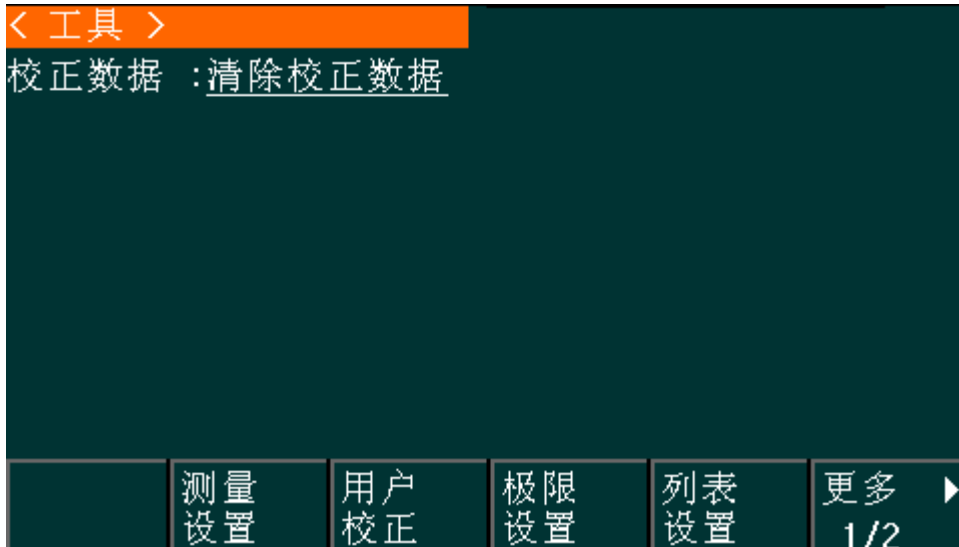 < 工具 >
校正数据 :清除校正数据
测量
设置
用户
校正
极限
设置
列表
设置
更多
1/2